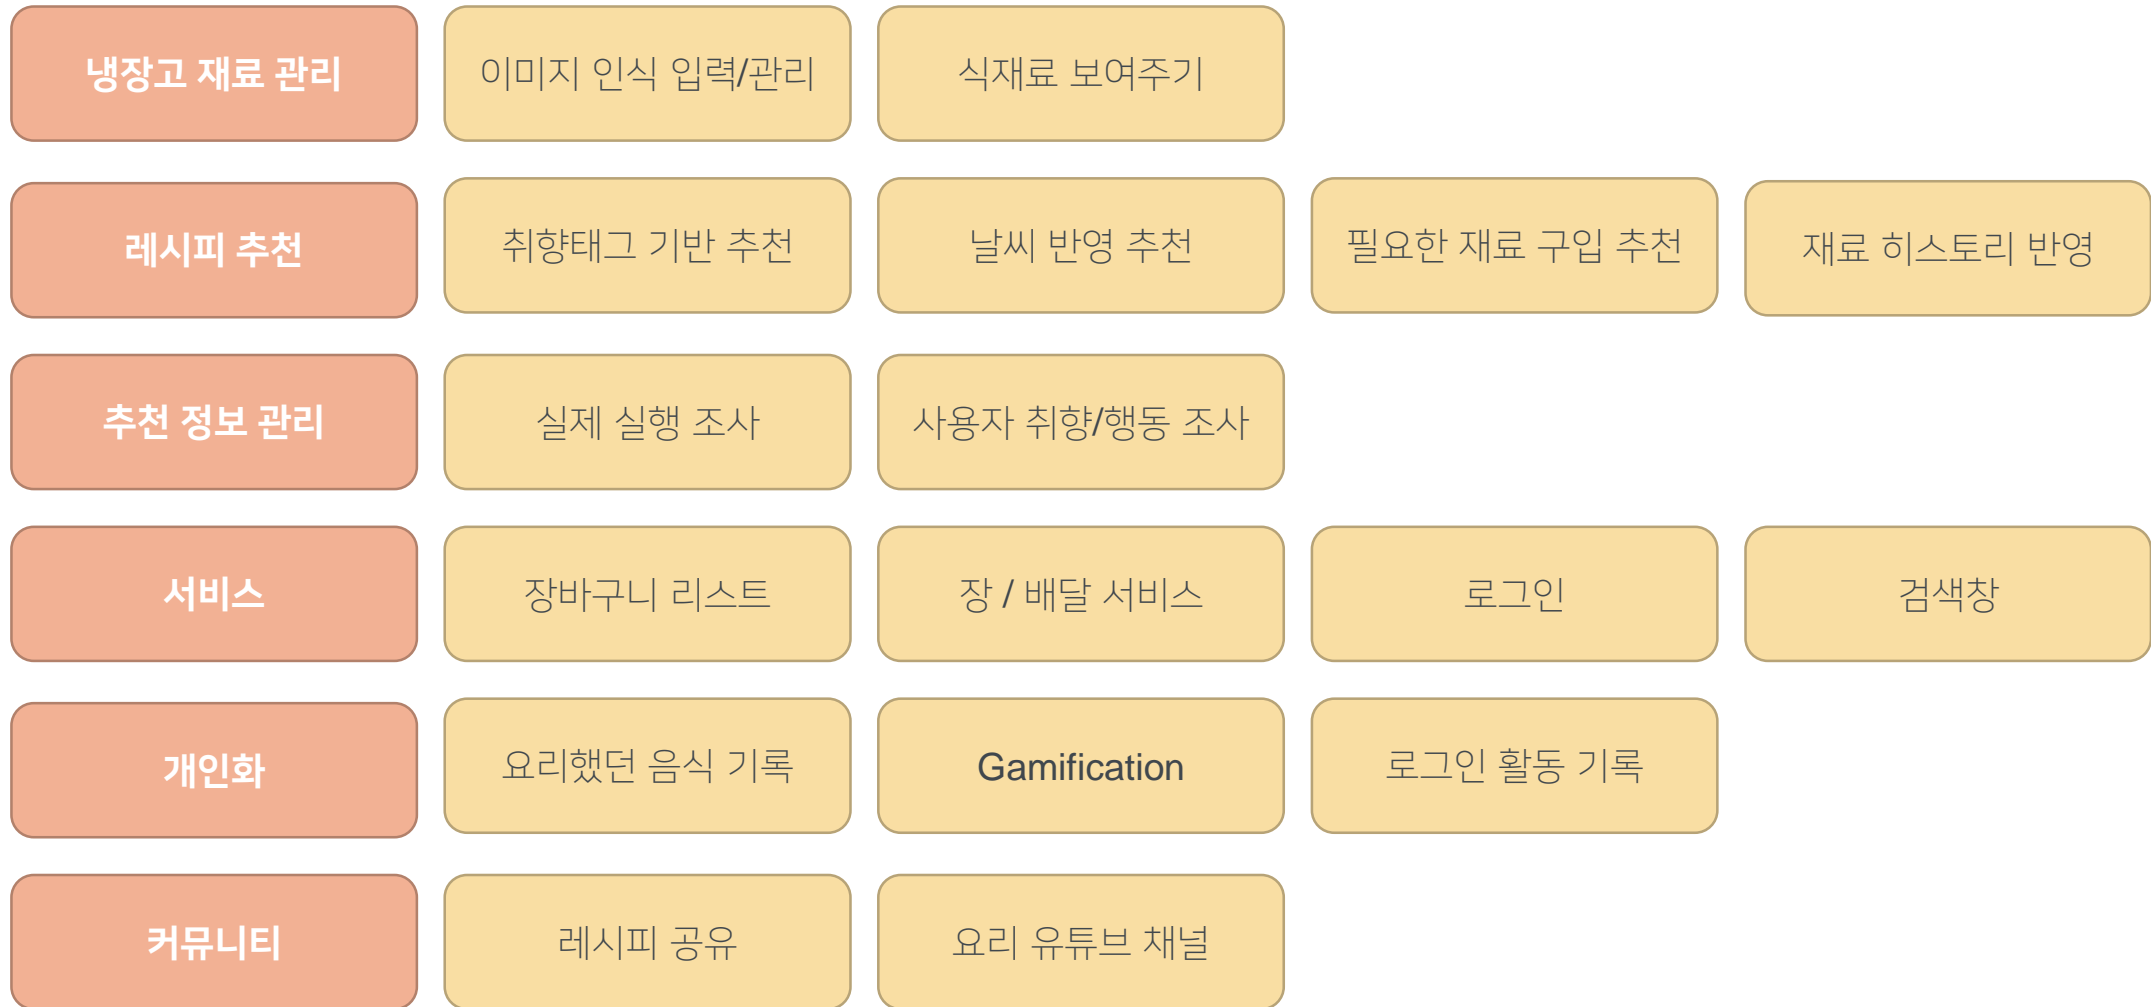 냉장고 재료 관리
이미지 인식 입력/관리
식재료 보여주기
레시피 추천
취향태그 기반 추천
날씨 반영 추천
필요한 재료 구입 추천
재료 히스토리 반영
추천 정보 관리
실제 실행 조사
사용자 취향/행동 조사
서비스
장바구니 리스트
장 / 배달 서비스
로그인
검색창
개인화
요리했던 음식 기록
Gamification
로그인 활동 기록
커뮤니티
레시피 공유
요리 유튜브 채널